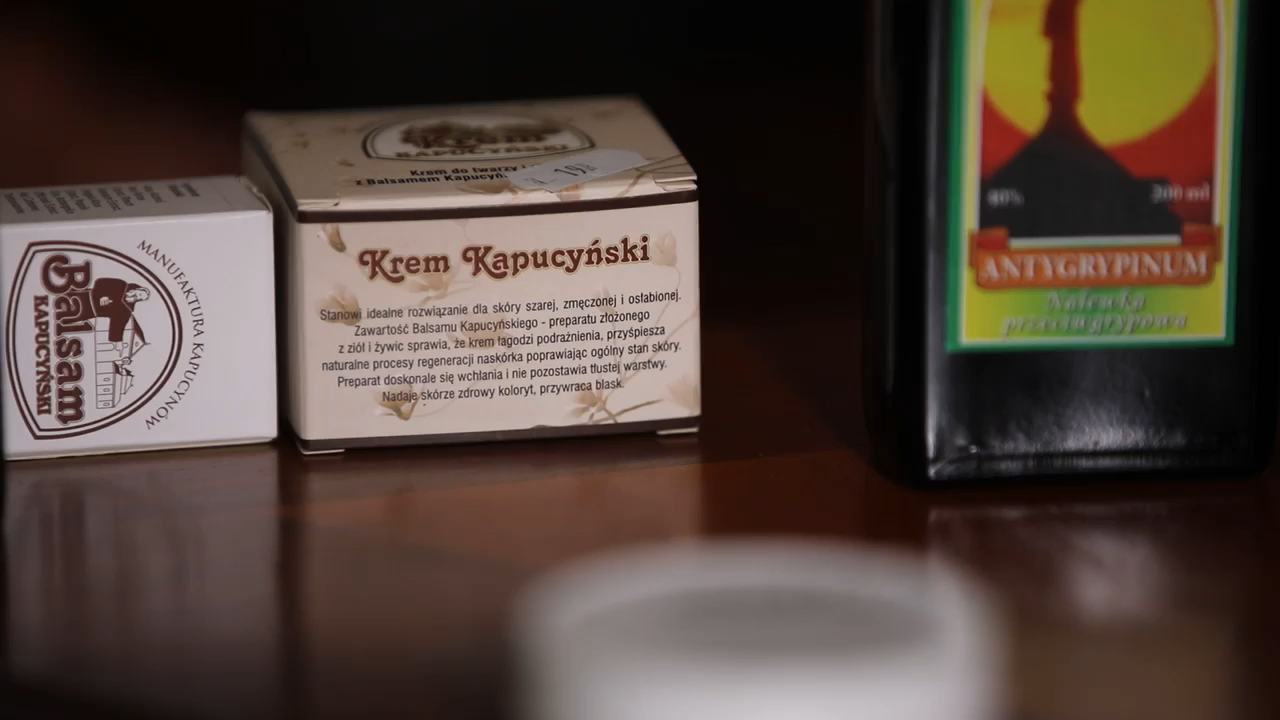 MANUFAKTURA KAPUCYNÓW
Balsam
KAPUCYŃSKI
Krem
KAPUCYŃSKI
Krem do twarzy i
z Balsamem Kapucyń.
19
Krem Kapucyński
Stanowi idealne rozwiązanie dla skóry szarej, zmęczonej i osłabionej.
Zawartość Balsamu Kapucyńskiego - preparatu złożonego
z ziół i żywic sprawia, że krem łagodzi podrażnienia, przyśpiesza
naturalne procesy regeneracji naskórka poprawiając ogólny stan skóry.
Preparat doskonale się wchłania i nie pozostawia tłustej warstwy.
Nadaje skórze zdrowy koloryt, przywraca blask.
200 ml
ANTYGRYPINUM
Nalewka
przeciwgrypowa